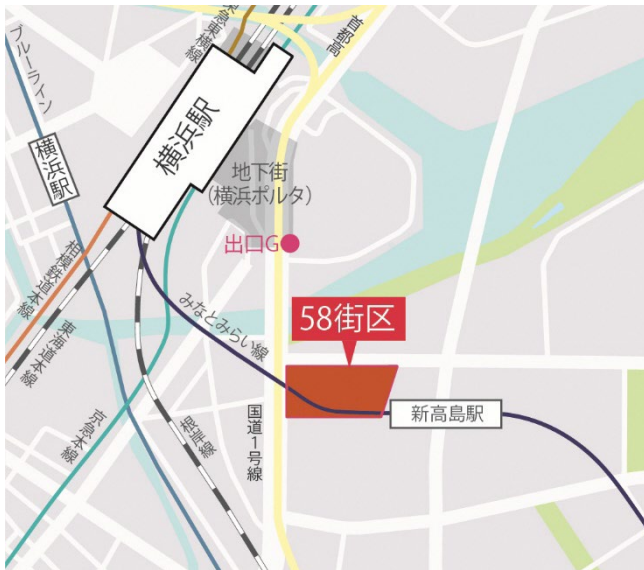 ブルーライン
東急東横線
首都高
横浜駅
横浜駅
地下街
(横浜ポルタ)
出口G
相模鉄道本線
東海道本線
みなとみらい線
58街区
京急本線
根岸線
国道1号線
新高島駅